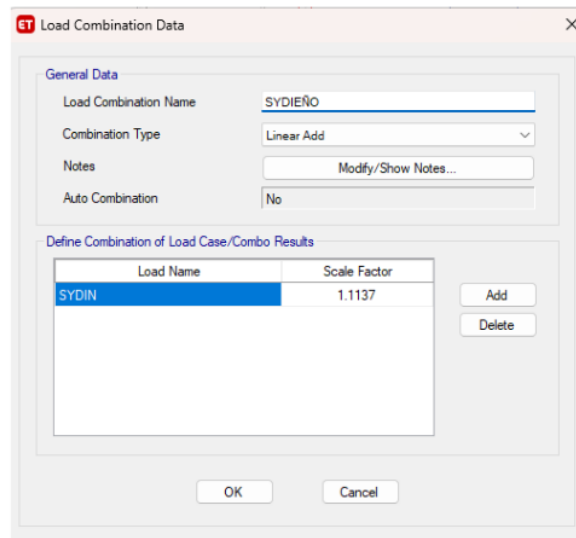 ET Load Combination Data
General Data
Load Combination Name SYDIEÑO
Combination Type Linear Add
Notes Modify/Show Notes...
Auto Combination No
Define Combination of Load Case/Combo Results
Load Name Scale Factor
SYDIN 1.1137 Add
Delete
OK Cancel